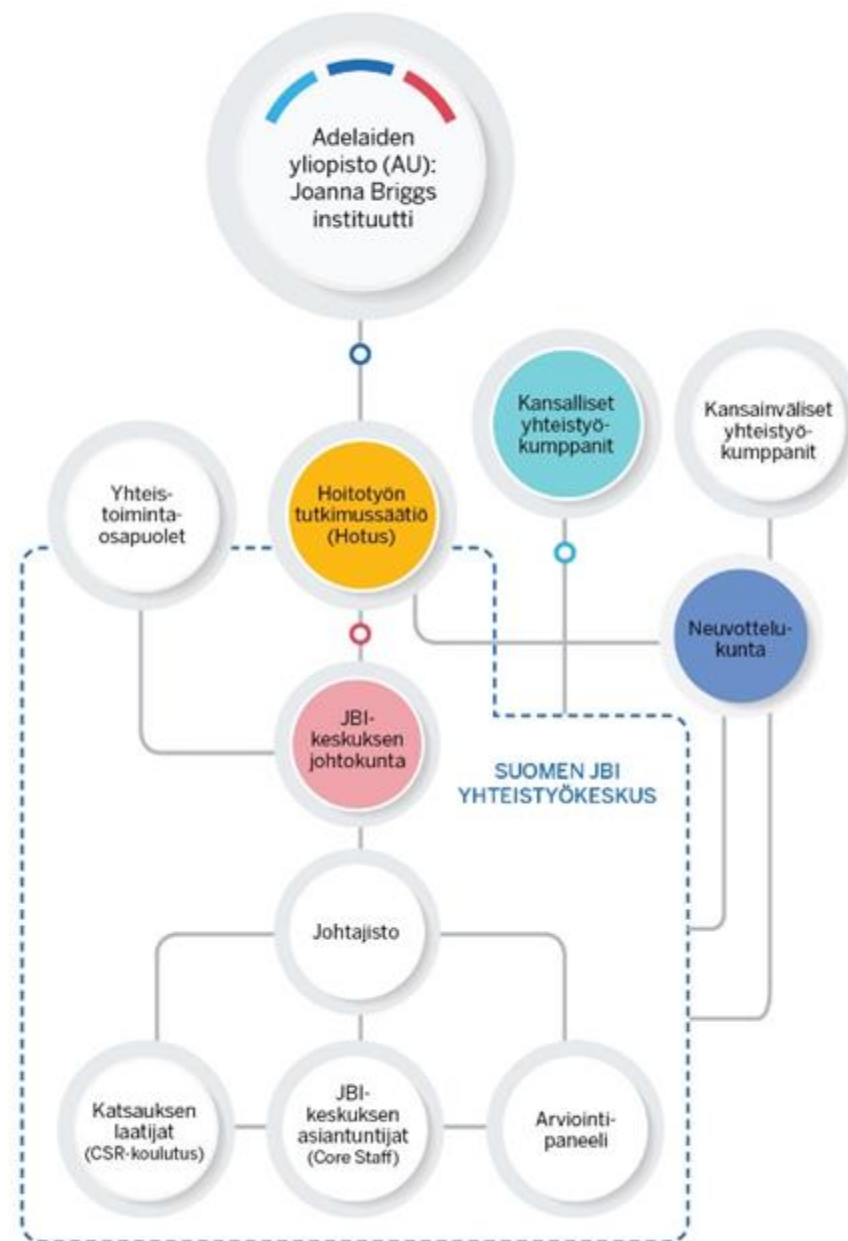 Adelaiden
yliopisto (AU):
Joanna Briggs
instituutti
Kansalliset
yhteistyö-
kumppanit
Kansainväliset
yhteistyö-
kumppanit
Yhteis-
toiminta-
osapuolet
Hoitotyön
tutkimussäätiö
(Hotus)
Neuvottelu-
kunta
JBI-
keskuksen
johtokunta
SUOMEN JBI
YHTEISTYÖKESKUS
Johtajisto
Katsauksen
laatijat
(CSR-koulutus)
JBI-
keskuksen
asiantuntijat
(Core Staff)
Arviointi-
paneeli